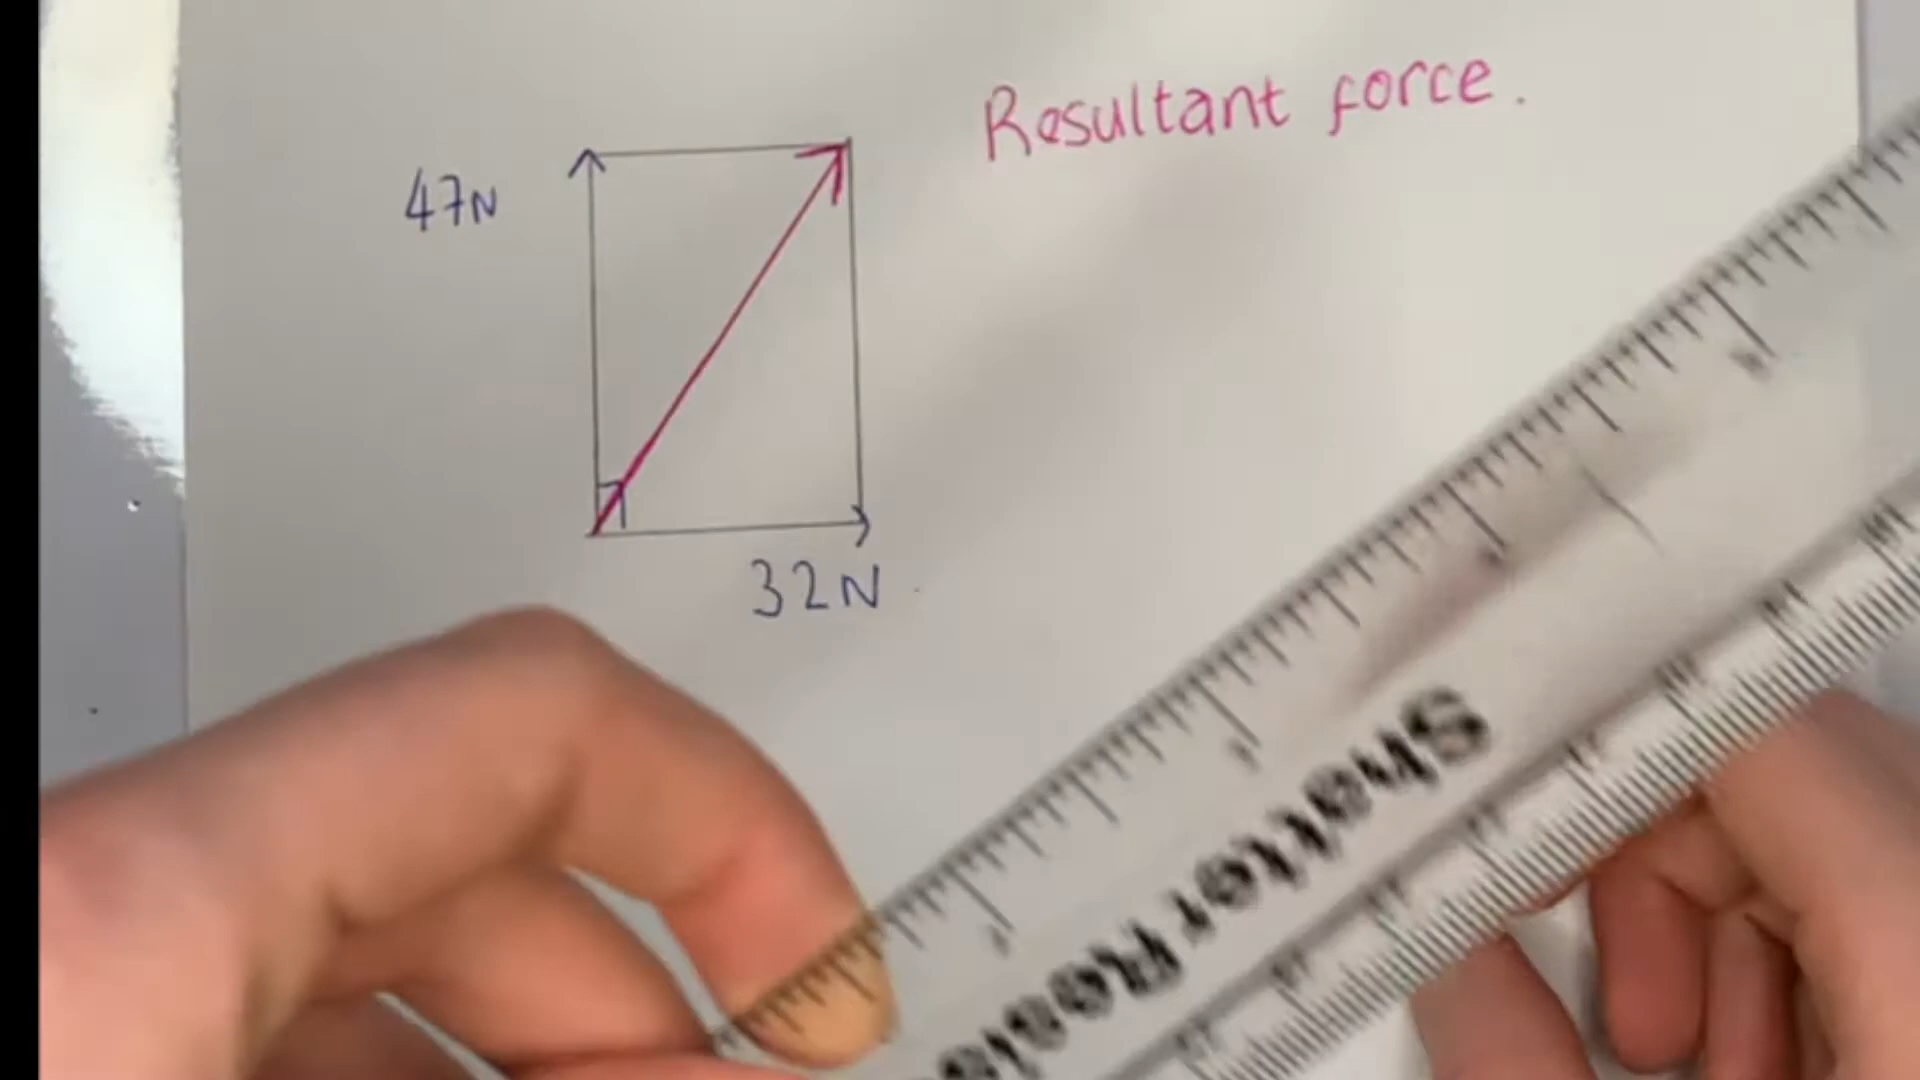 Resultant force.
47N
32N
Shatter Resis